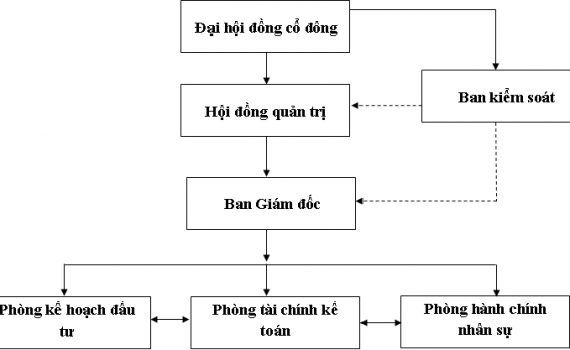 Đại hội đồng cổ đông
Ban kiểm soát
Hội đồng quản trị
Ban Giám đốc
Phòng kế hoạch đầu
tư
Phòng tài chính kế
toán
Phòng hành chính
nhân sự